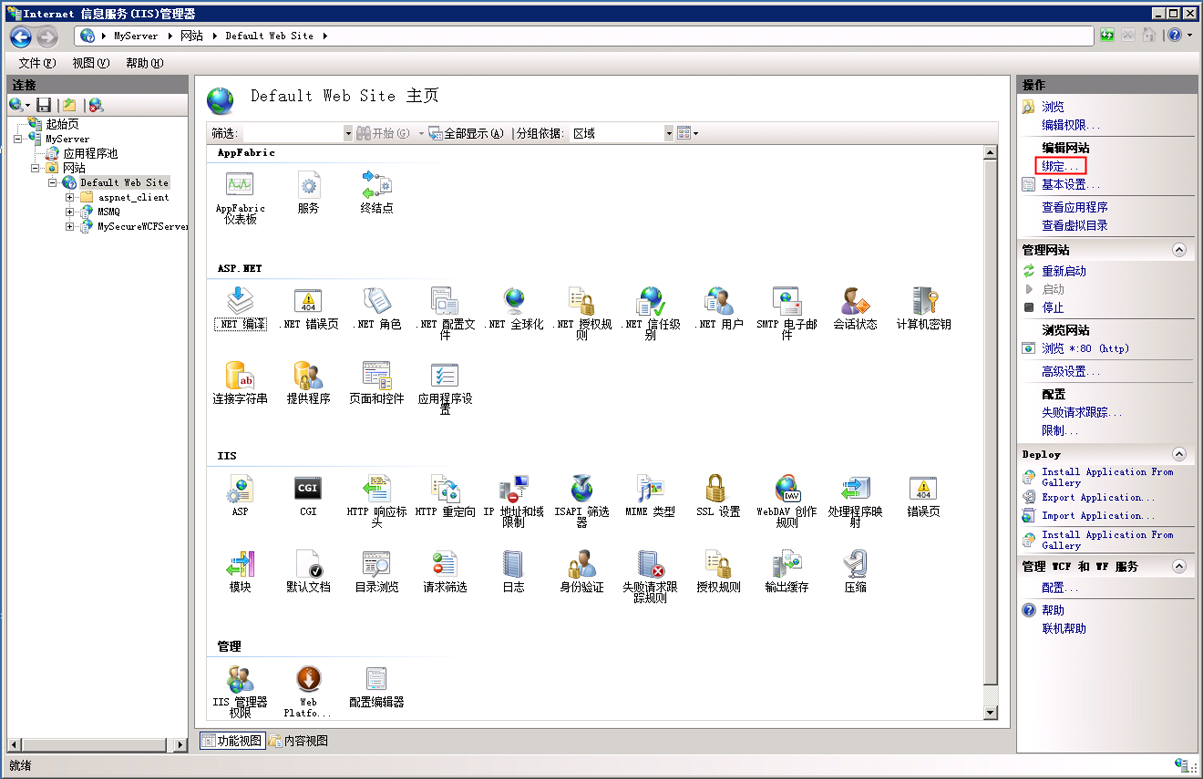 Internet 信息服务(IIS)管理器
MyServer 网站 Default Web Site
文件(F) 视图(V) 帮助(H)
连接
起始页
MyServer
应用程序池
网站
Default Web Site
aspnet_client
MSMQ
MySecureWCFServer
Default Web Site 主页
筛选: 开始(G) 全部显示(A) 分组依据: 区域
AppFabric
AppFabric
仪表板
服务
终结点
ASP.NET
.NET 编译
.NET 错误页
.NET 角色
.NET 配置文
件
.NET 全球化
.NET 授权规
则
.NET 信任级
别
.NET 用户
SMTP 电子邮
件
会话状态
计算机密钥
连接字符串
提供程序
页面和控件
应用程序设
置
IIS
ASP
CGI
HTTP 响应标
头
HTTP 重定向
IP 地址和域
限制
ISAPI 筛选
器
MIME 类型
SSL 设置
WebDAV 创作
规则
处理程序映
射
错误页
模块
默认文档
目录浏览
请求筛选
日志
身份验证
失败请求跟
踪规则
授权规则
输出缓存
压缩
管理
IIS 管理器
权限
Web
Platfo...
配置编辑器
功能视图 内容视图
操作
浏览
编辑权限...
编辑网站
绑定...
基本设置...
查看应用程序
查看虚拟目录
管理网站
重新启动
启动
停止
浏览网站
浏览 *:80 (http)
高级设置...
配置
失败请求跟踪...
限制...
Deploy
Install Application From
Gallery
Export Application...
Import Application...
Install Application From
Gallery
管理 WCF 和 WF 服务
配置...
帮助
联机帮助
就绪